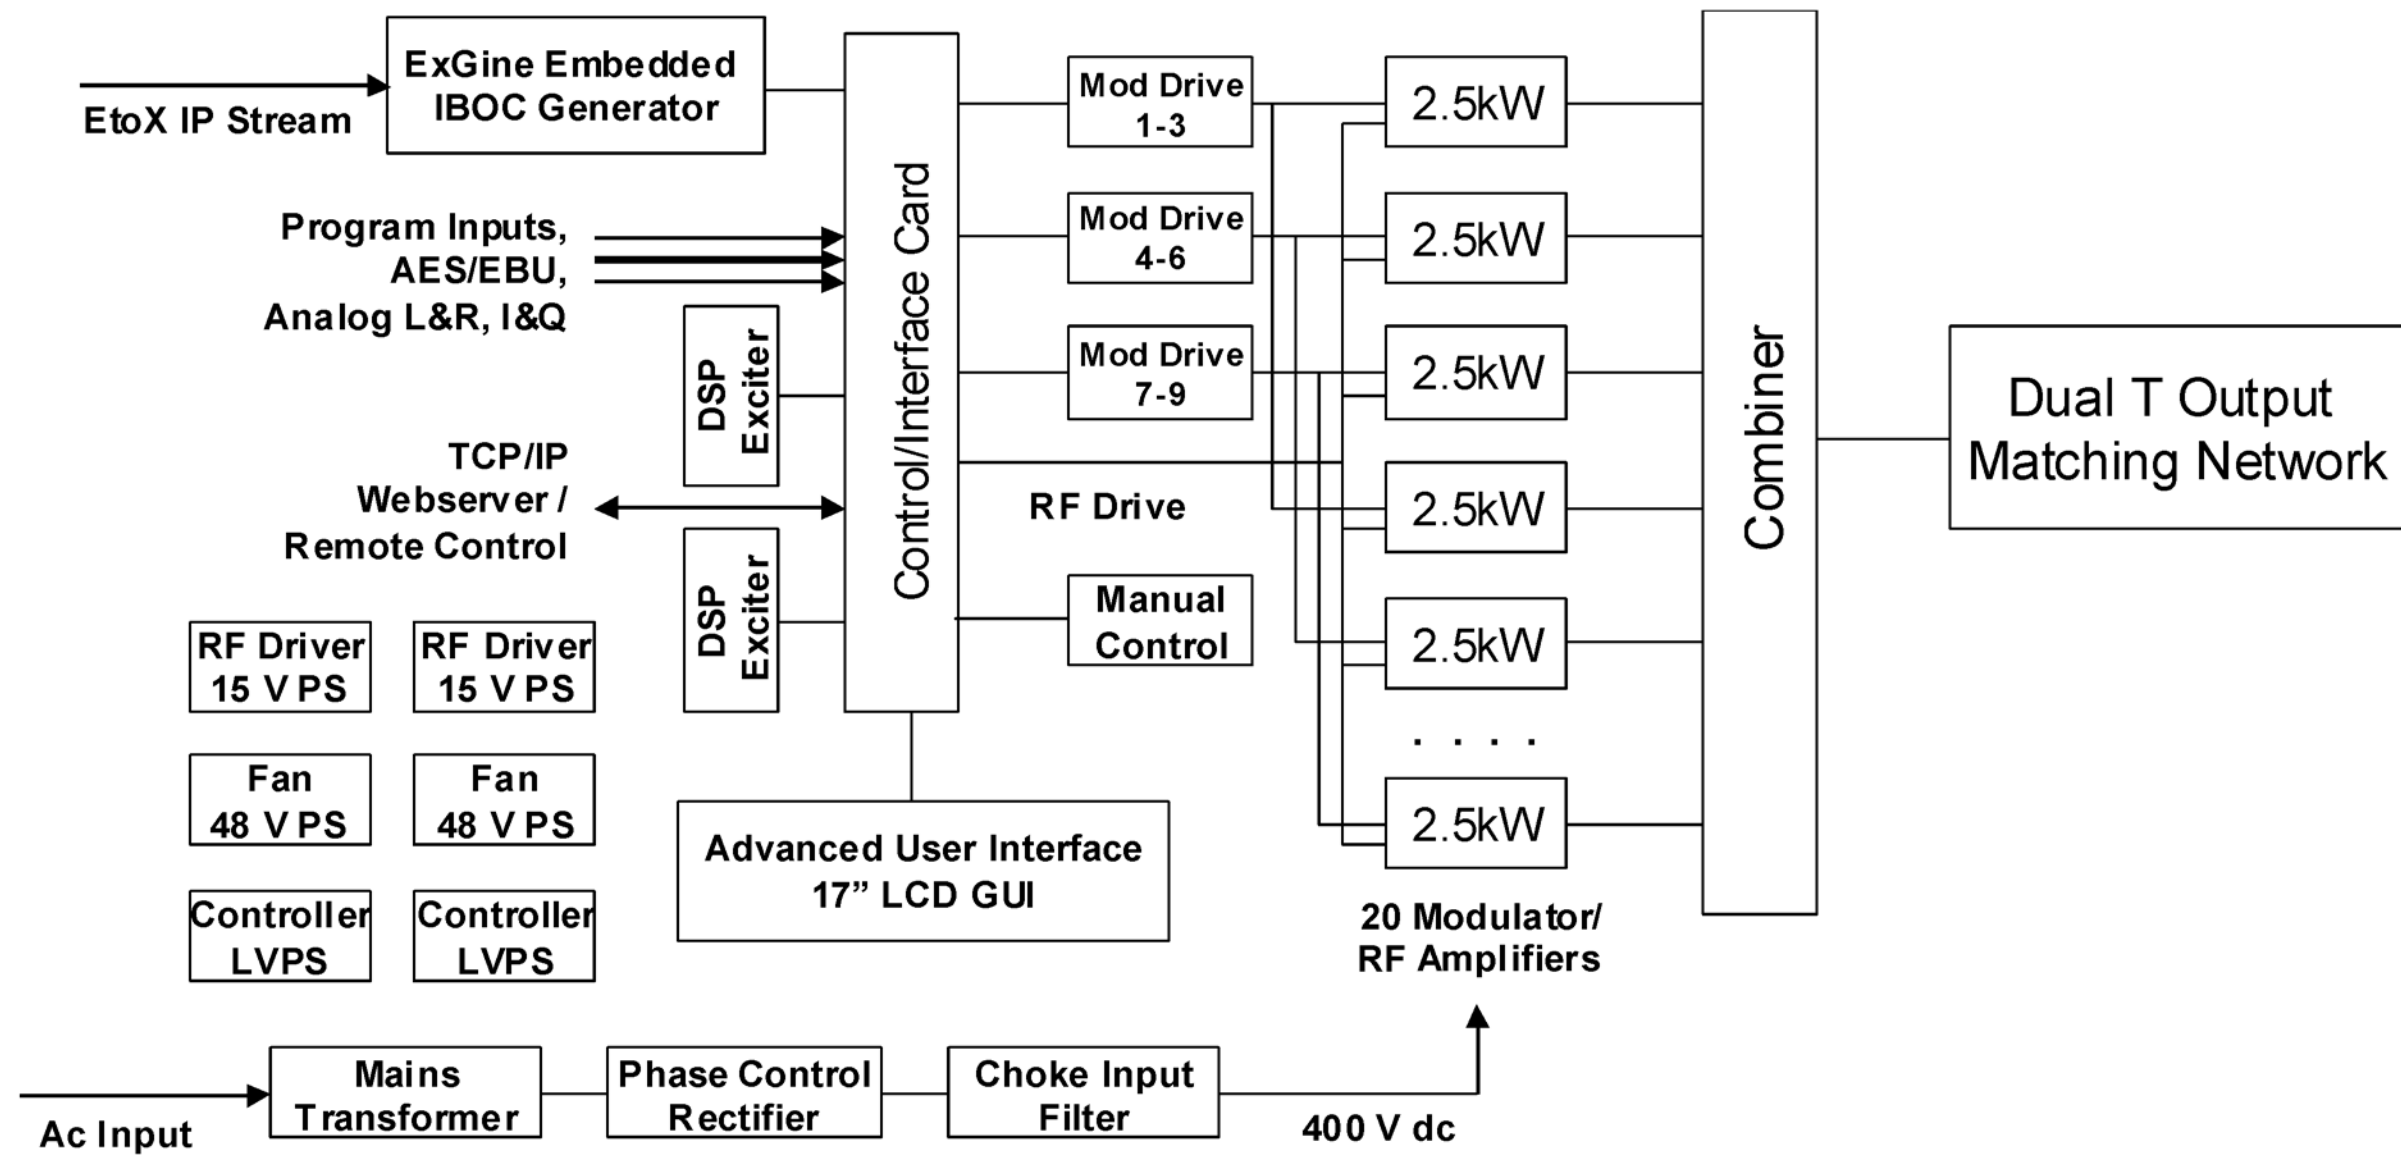 ExGine Embedded
IBOC Generator
EtoX IP Stream
Program Inputs,
AES/EBU,
Analog L&R, I&Q
DSP
Exciter
TCP/IP
Webserver /
Remote Control
DSP
Exciter
Control/Interface Card
Mod Drive
1-3
Mod Drive
4-6
Mod Drive
7-9
RF Drive
Manual
Control
2.5kW
2.5kW
2.5kW
2.5kW
2.5kW
. . . .
2.5kW
20 Modulator/
RF Amplifiers
Combiner
Dual T Output
Matching Network
RF Driver
15 V PS
RF Driver
15 V PS
Fan
48 V PS
Fan
48 V PS
Controller
LVPS
Controller
LVPS
Advanced User Interface
17” LCD GUI
Ac Input
Mains
Transformer
Phase Control
Rectifier
Choke Input
Filter
400 V dc